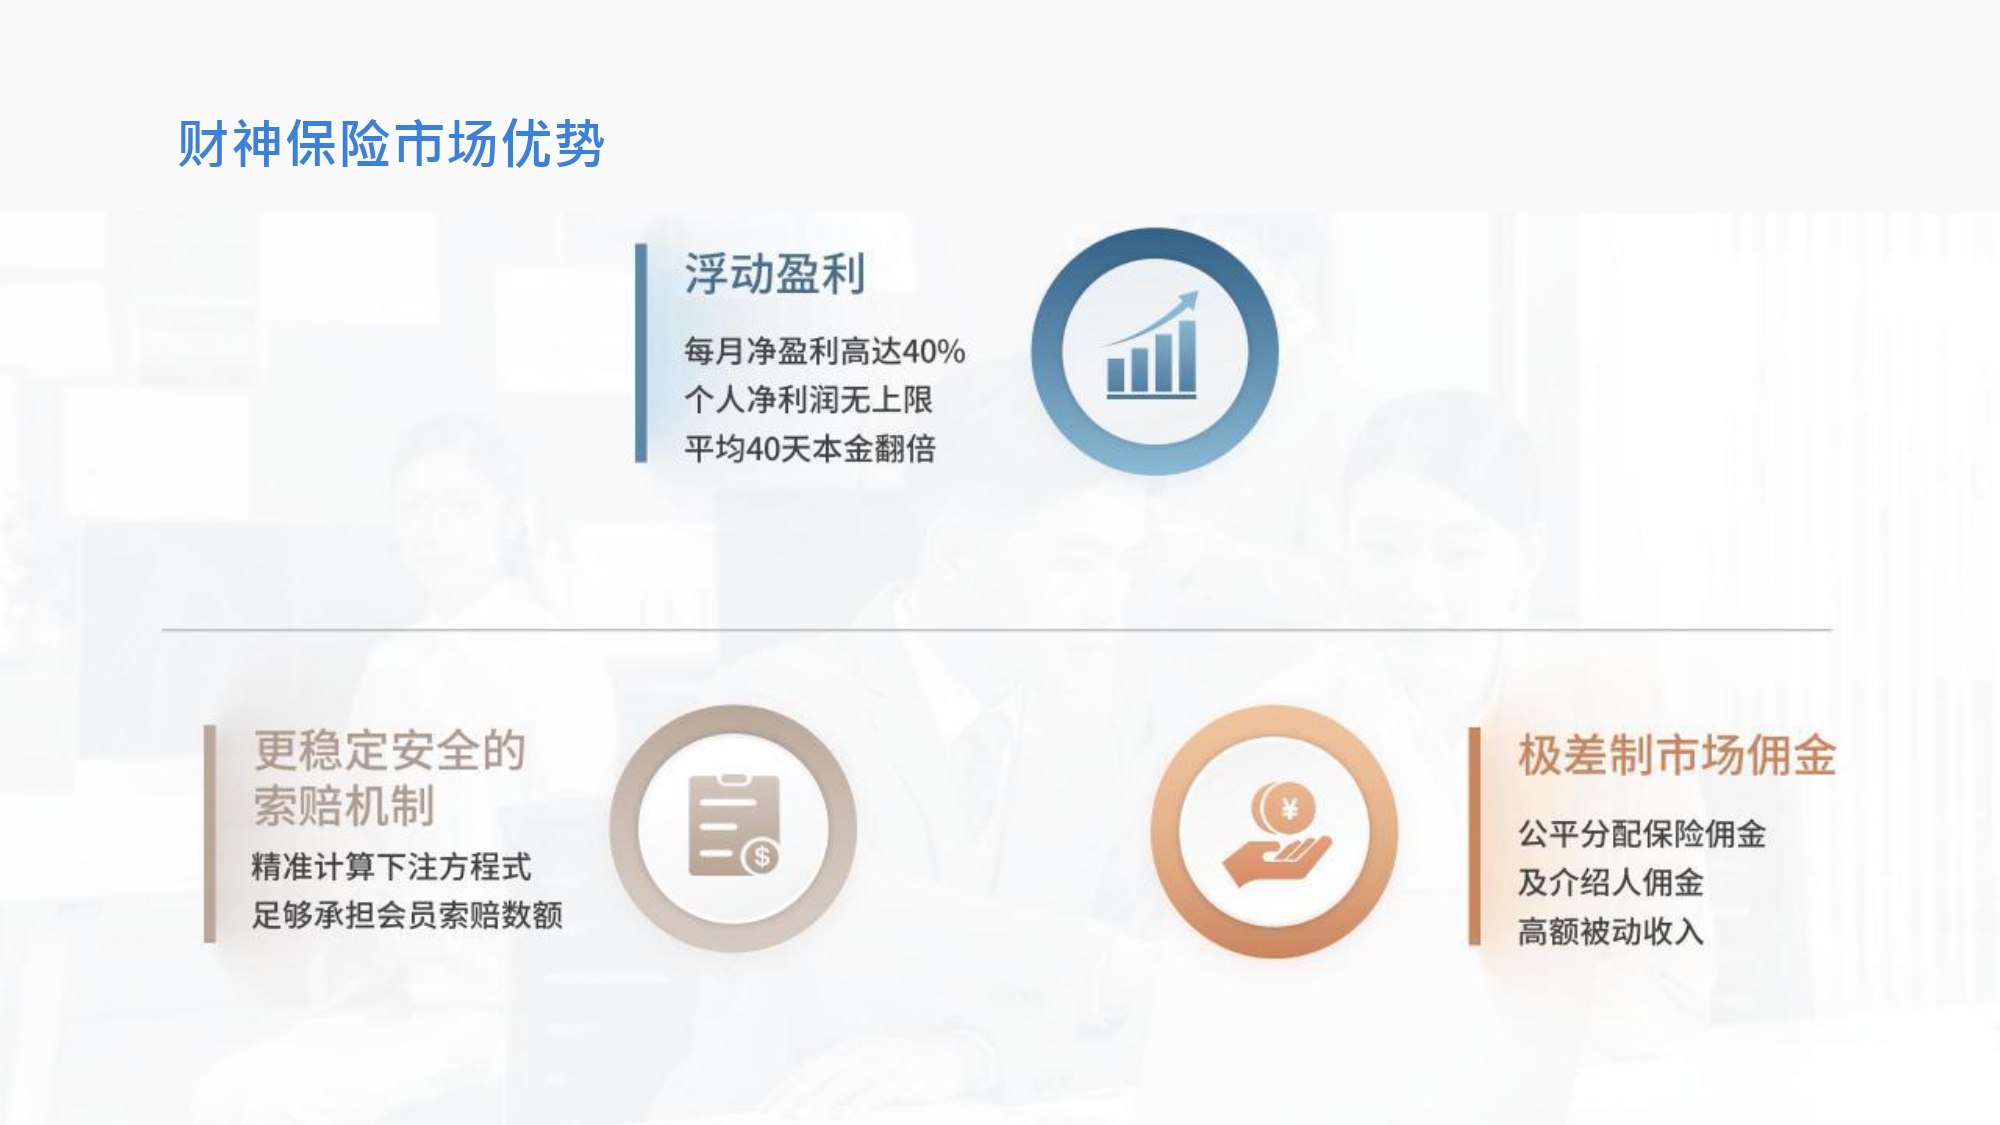 财神保险市场优势
浮动盈利
每月净盈利高达40%
个人净利润无上限
平均40天本金翻倍
更稳定安全的
索赔机制
精准计算下注方程式
足够承担会员索赔数额
$
¥
极差制市场佣金
公平分配保险佣金
及介绍人佣金
高额被动收入